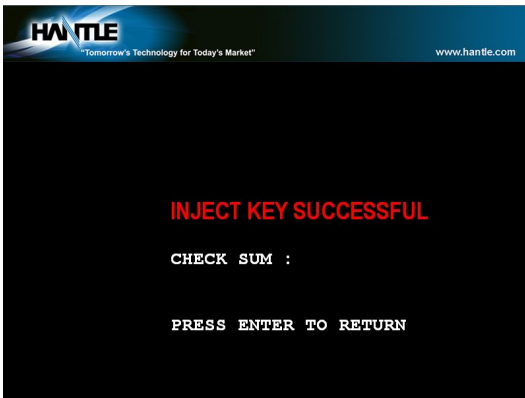 HANTLE
"Tomorrow's Technology for Today's Market"
www.hantle.com
INJECT KEY SUCCESSFUL
CHECK SUM :
PRESS ENTER TO RETURN